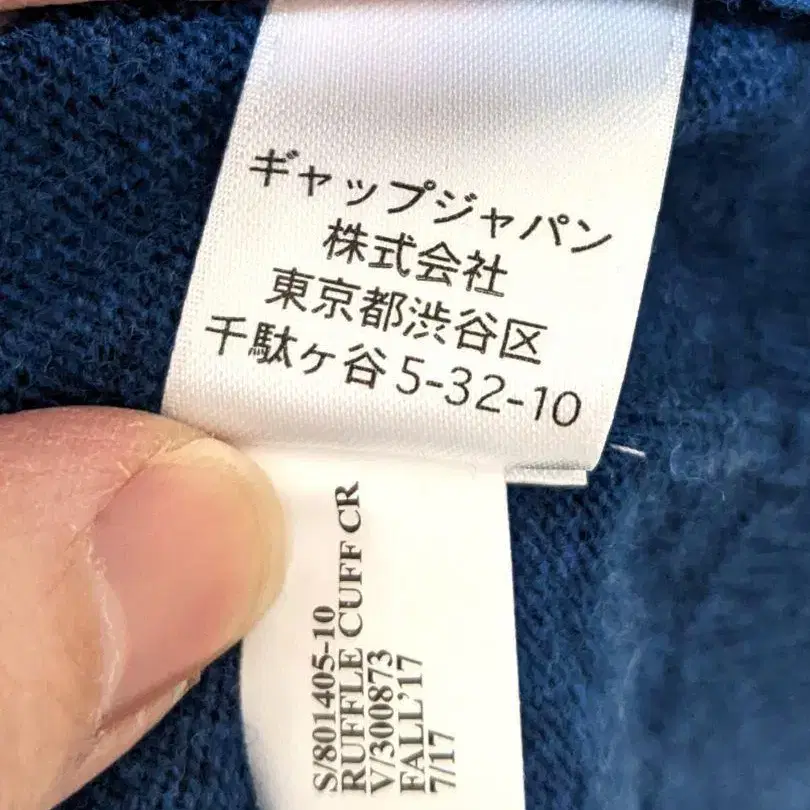 ギャップジャパン
株式会社
東京都渋谷区
千駄ヶ谷5-32-10
S/801405-10
RUFFLE CUFF CR
V/300873
FALL'17
7/17